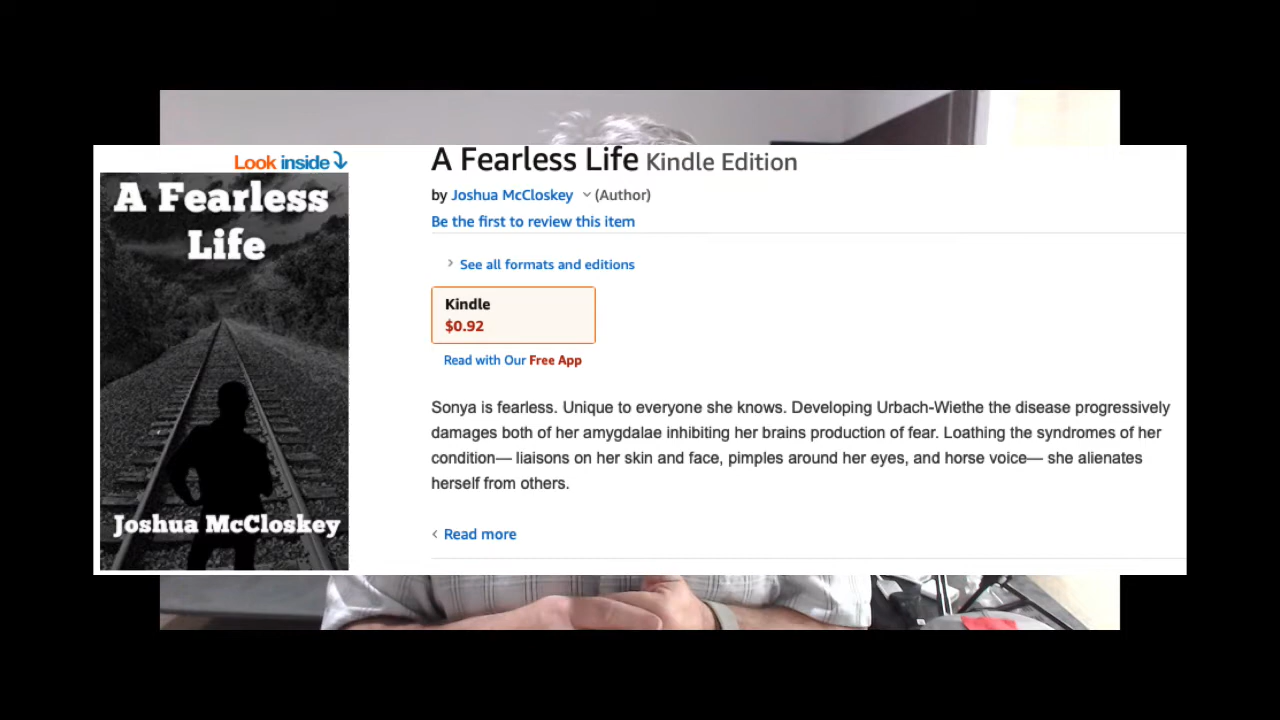 Look inside
A Fearless
Life
Joshua McCloskey
A Fearless Life Kindle Edition
by Joshua McCloskey (Author)
Be the first to review this item
See all formats and editions
Kindle
$0.92
Read with Our Free App
Sonya is fearless. Unique to everyone she knows. Developing Urbach-Wiethe the disease progressively
damages both of her amygdalae inhibiting her brains production of fear. Loathing the syndromes of her
condition— liaisons on her skin and face, pimples around her eyes, and horse voice— she alienates
herself from others.
Read more